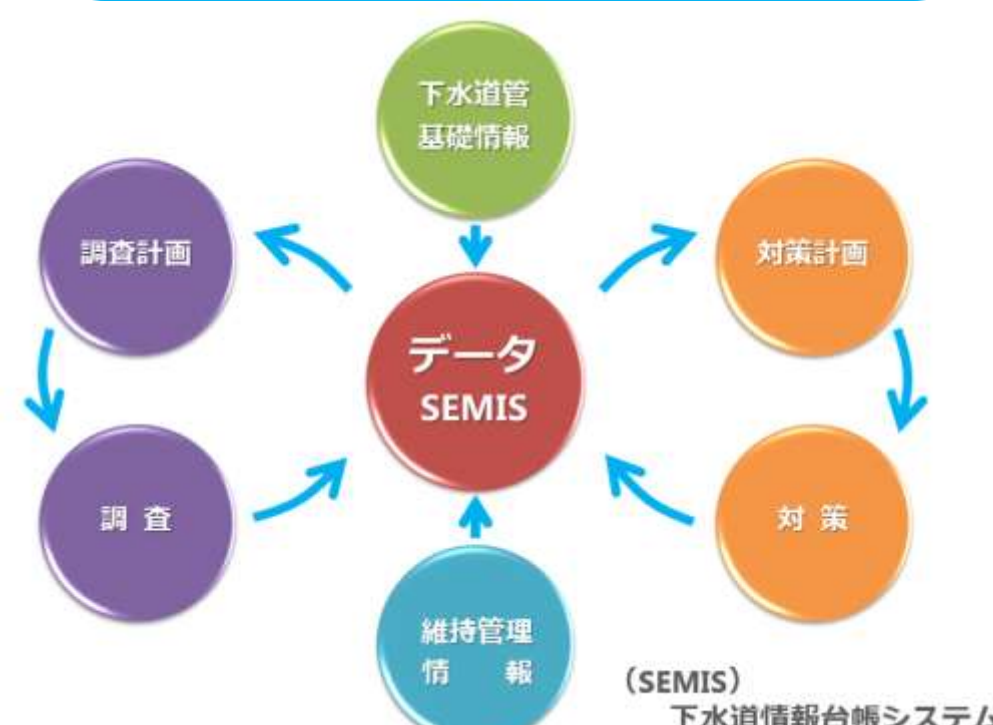 下水道管
基礎情報
調査計画
対策計画
データ
SEMIS
調 査
対 策
維持管理
情　　報
（SEMIS）
下水道情報台帳システム